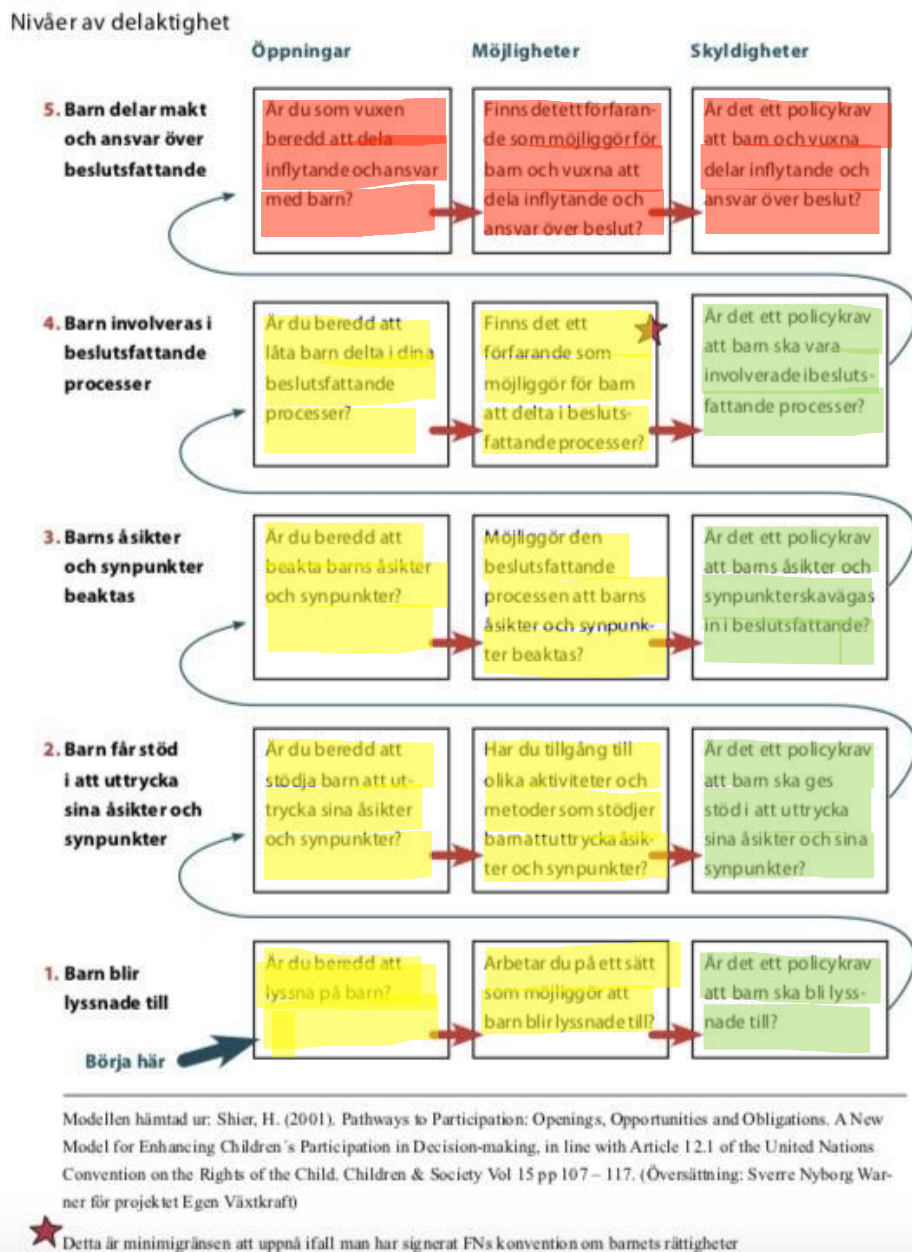 Nivåer av delaktighet
Öppningar
Möjligheter
Skyldigheter
5. Barn delar makt
och ansvar över
beslutsfattande
Är du som vuxen
beredd att dela
inflytande och ansvar
med barn?
Finns det ett förfaran-
de som möjliggör för
barn och vuxna att
dela inflytande och
ansvar över beslut?
Är det ett policykrav
att barn och vuxna
delar inflytande och
ansvar över beslut?
4. Barn involveras i
beslutsfattande
processer
Är du beredd att
låta barn delta i dina
beslutsfattande
processer?
Finns det ett
förfarande som
möjliggör för barn
att delta i besluts-
fattande processer?
Är det ett policykrav
att barn ska vara
involverade i besluts-
fattande processer?
3. Barns åsikter
och synpunkter
beaktas
Är du beredd att
beakta barns åsikter
och synpunkter?
Möjliggör den
beslutsfattande
processen att barns
åsikter och synpunk-
ter beaktas?
Är det ett policykrav
att barns åsikter och
synpunkter ska vägas
in i beslutsfattande?
2. Barn får stöd
i att uttrycka
sina åsikter och
synpunkter
Är du beredd att
stödja barn att ut-
trycka sina åsikter
och synpunkter?
Har du tillgång till
olika aktiviteter och
metoder som stödjer
barn att uttrycka åsik-
ter och synpunkter?
Är det ett policykrav
att barn ska ges
stöd i att uttrycka
sina åsikter och sina
synpunkter?
1. Barn blir
lyssnade till
Är du beredd att
lyssna på barn?
Arbetar du på ett sätt
som möjliggör att
barn blir lyssnade till?
Är det ett policykrav
att barn ska bli lyss-
nade till?
Börja här
Modellen hämtad ur: Shier, H. (2001). Pathways to Participation: Openings, Opportunities and Obligations. A New
Model for Enhancing Children´s Participation in Decision-making, in line with Article 12.1 of the United Nations
Convention on the Rights of the Child. Children & Society Vol 15 pp 107 – 117. (Översättning: Sverre Nyborg War-
ner för projektet Egen Växtkraft)
Detta är minimigränsen att uppnå ifall man har signerat FNs konvention om barnets rättigheter